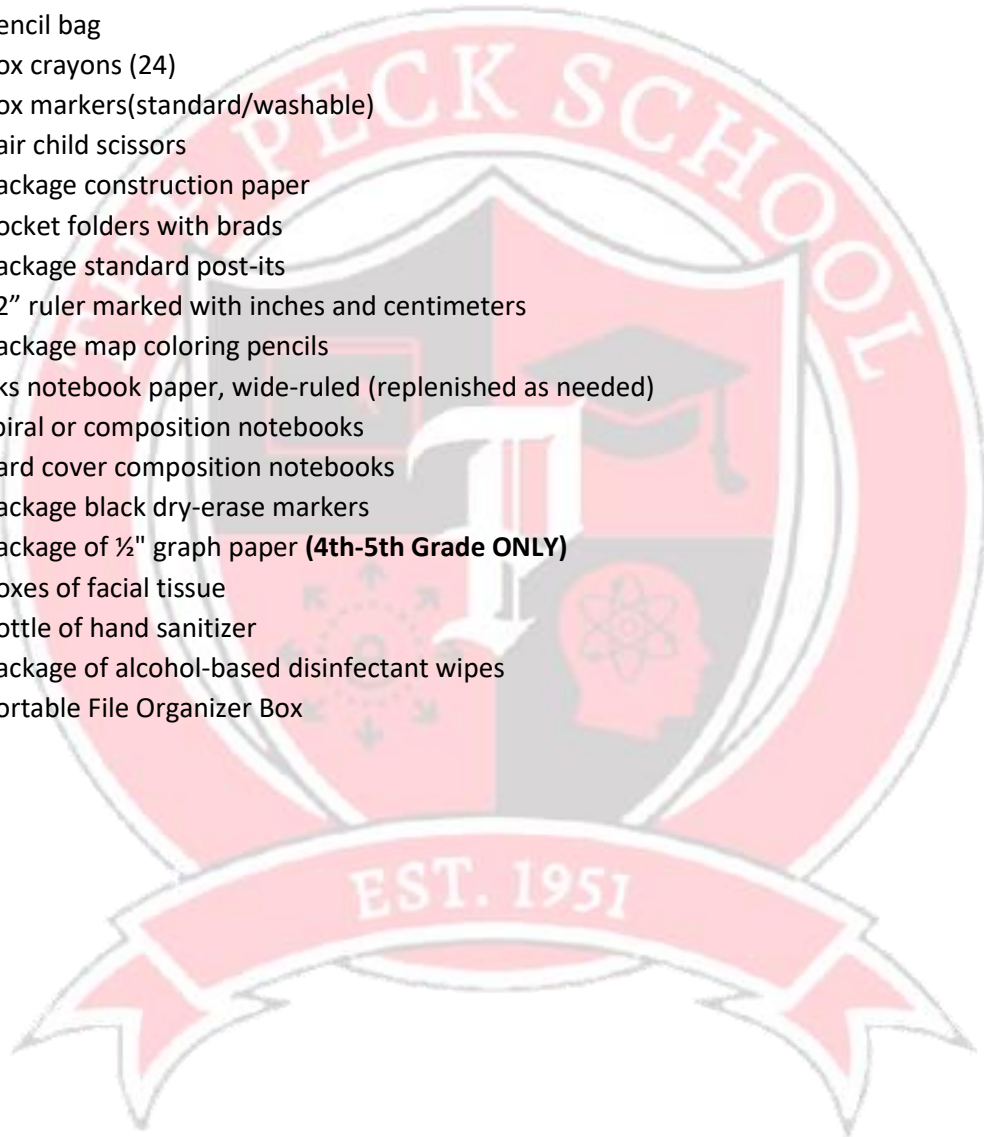 encil bag
ox crayons (24)
ox markers(standard/washable)
air child scissors
ackage construction paper
ocket folders with brads
ackage standard post-its
2” ruler marked with inches and centimeters
ackage map coloring pencils
ks notebook paper, wide-ruled (replenished as needed)
piral or composition notebooks
ard cover composition notebooks
ackage black dry-erase markers
ackage of ½" graph paper (4th-5th Grade ONLY)
oxes of facial tissue
ottle of hand sanitizer
ackage of alcohol-based disinfectant wipes
ortable File Organizer Box
THE PECK SCHOOL
P
EST. 1951